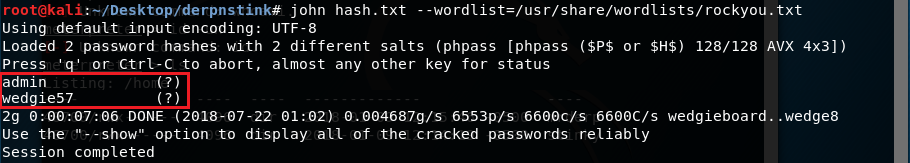 root@kali:~/Desktop/derpnstink# john hash.txt --wordlist=/usr/share/wordlists/rockyou.txt
Using default input encoding: UTF-8
Loaded 2 password hashes with 2 different salts (phpass [phpass ($P$ or $H$) 128/128 AVX 4x3])
Press 'q' or Ctrl-C to abort, almost any other key for status
admin (?)
wedgie57 (?)
2g 0:00:07:06 DONE (2018-07-22 01:02) 0.004687g/s 6553p/s 6600c/s 6600C/s wedgieboard..wedge8
Use the "--show" option to display all of the cracked passwords reliably
Session completed